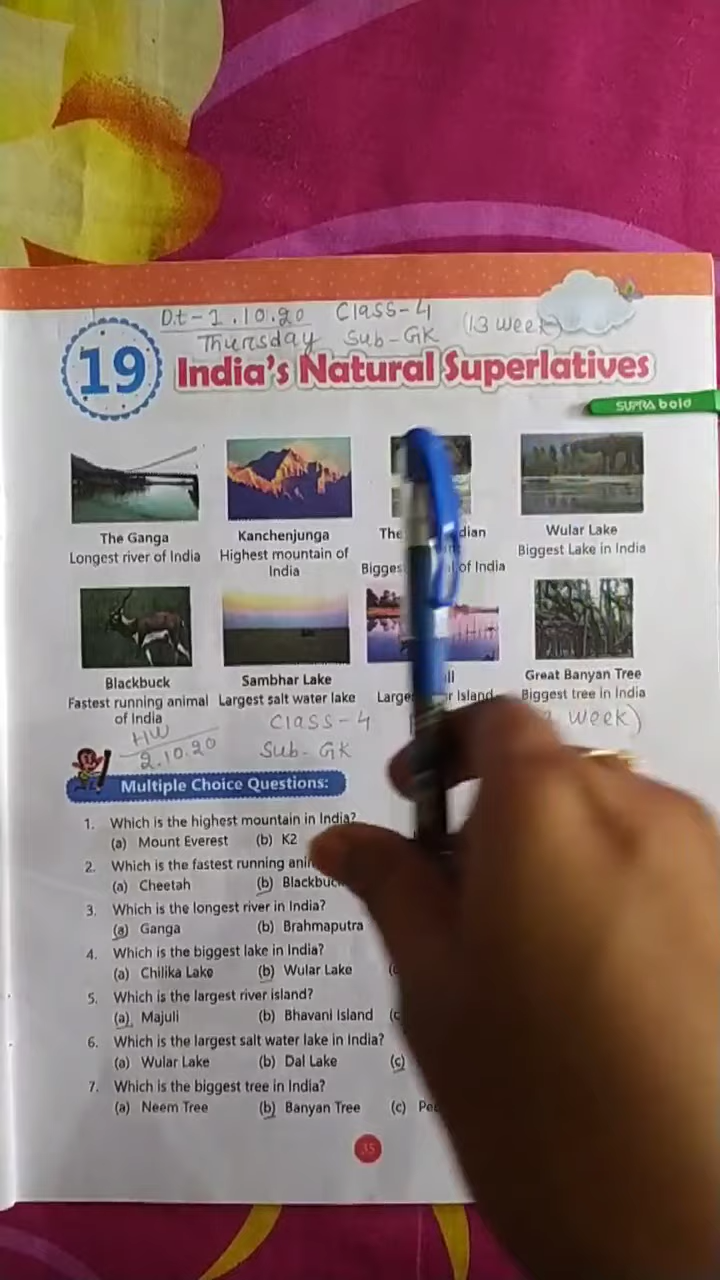 Dt-1.10.20 Class-4
Thursday Sub-GK (13 week)
19 India's Natural Superlatives
SUPRA bold
The Ganga
Longest river of India
Kanchenjunga
Highest mountain of
India
The
of India
Wular Lake
Biggest Lake in India
Blackbuck
Fastest running animal
of India
Sambhar Lake
Largest salt water lake
Island
Great Banyan Tree
Biggest tree in India
HW
2.10.20
Class-4
Sub-GK
week)
Multiple Choice Questions:
1. Which is the highest mountain in India?
(a) Mount Everest (b) K2
2. Which is the fastest running
(a) Cheetah (b) Blackbuck
3. Which is the longest river in India?
(a) Ganga (b) Brahmaputra
4. Which is the biggest lake in India?
(a) Chilika Lake (b) Wular Lake
5. Which is the largest river island?
(a) Majuli (b) Bhavani Island (c
6. Which is the largest salt water lake in India?
(a) Wular Lake (b) Dal Lake (c)
7. Which is the biggest tree in India?
(a) Neem Tree (b) Banyan Tree (c)
35